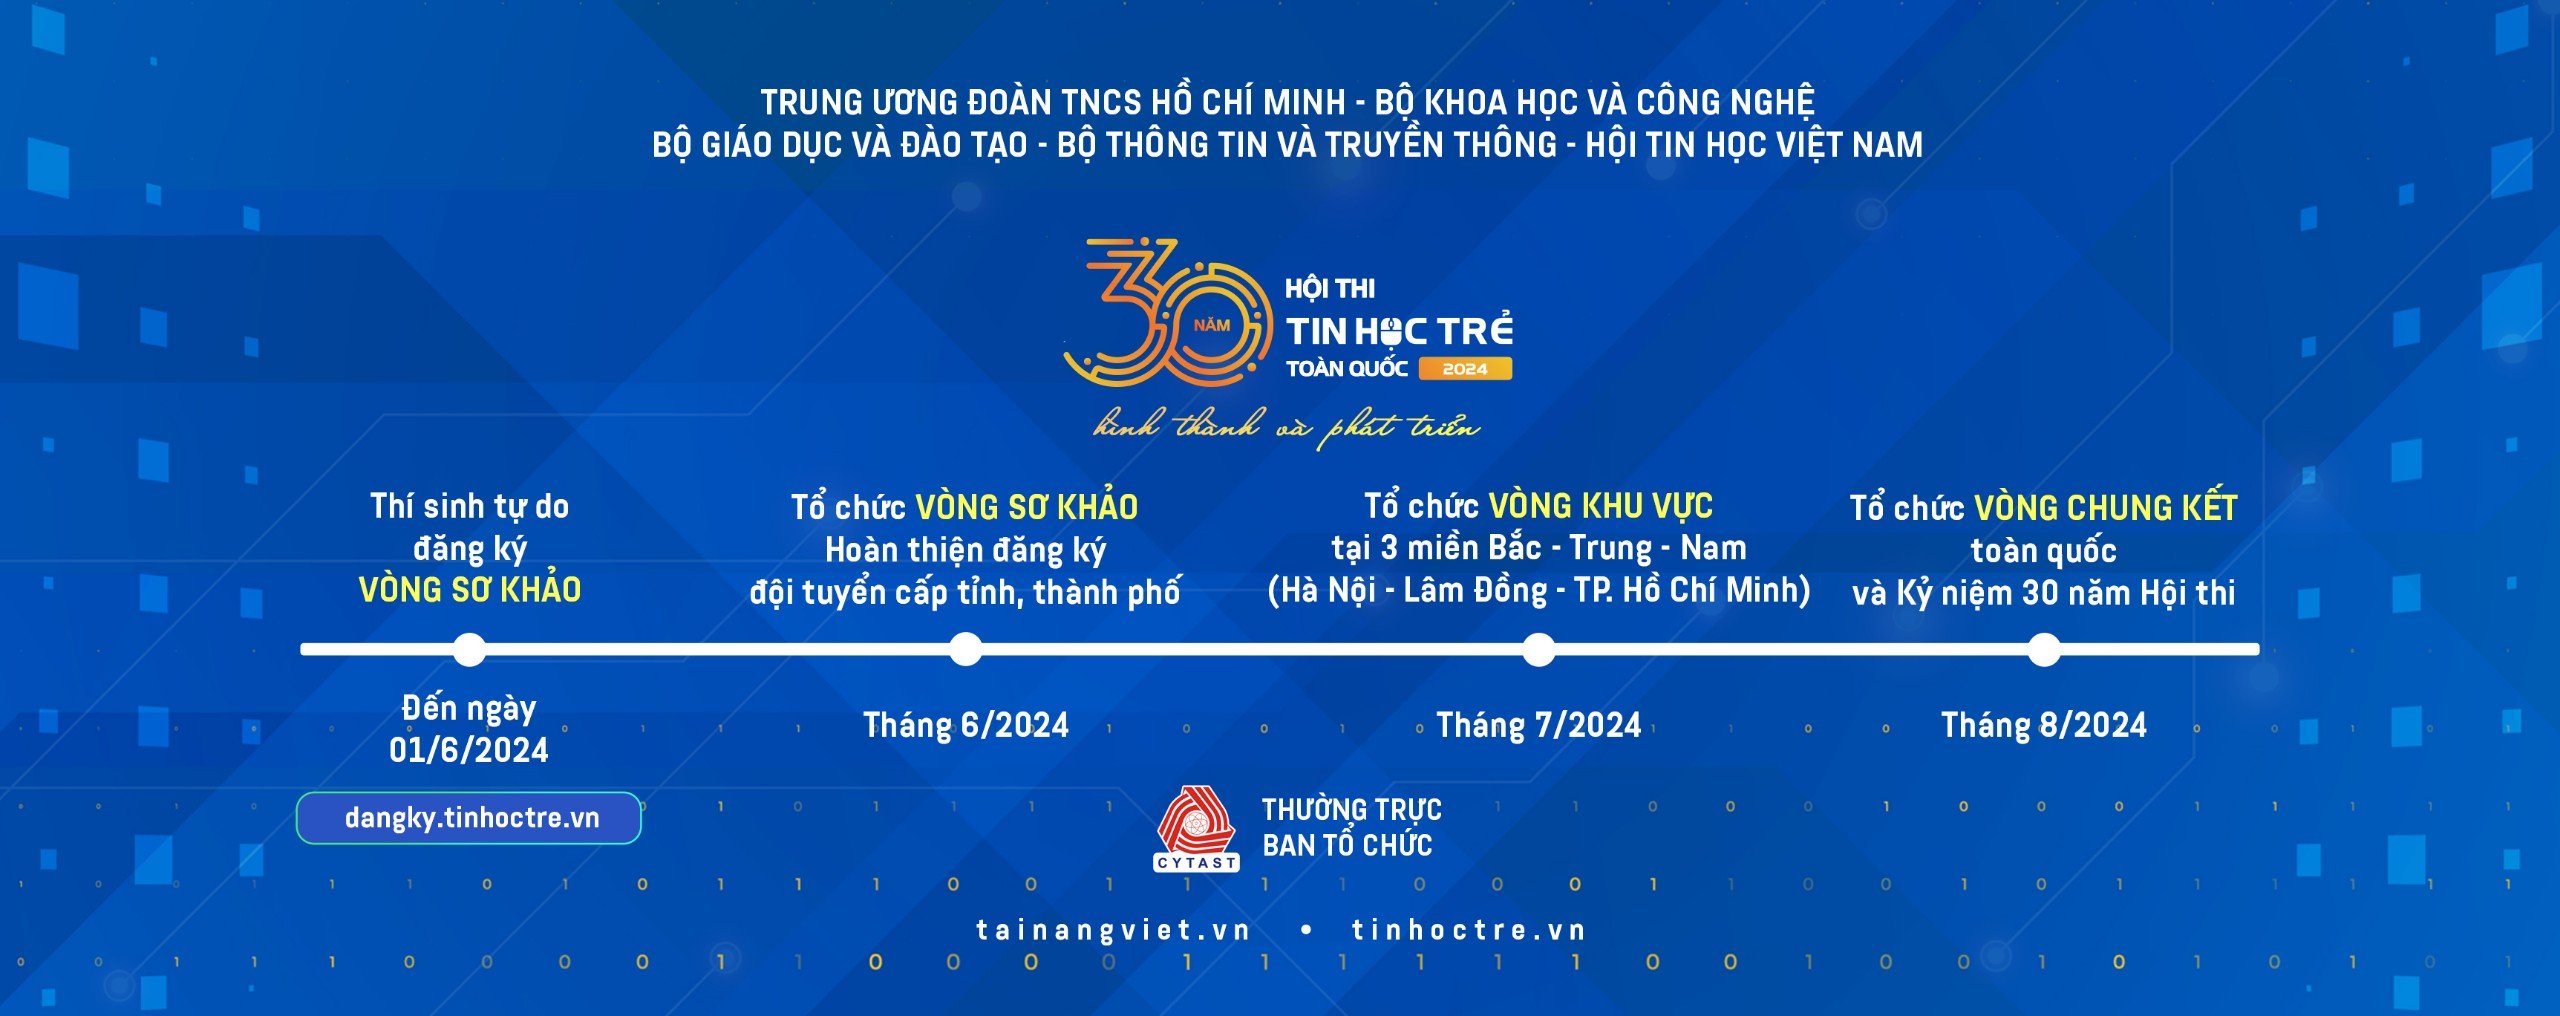 TRUNG ƯƠNG ĐOÀN TNCS HỒ CHÍ MINH - BỘ KHOA HỌC VÀ CÔNG NGHỆ
BỘ GIÁO DỤC VÀ ĐÀO TẠO - BỘ THÔNG TIN VÀ TRUYỀN THÔNG - HỘI TIN HỌC VIỆT NAM
30 NĂM
HỘI THI
TIN HỌC TRẺ
TOÀN QUỐC 2024
hình thành và phát triển
Thí sinh tự do
đăng ký
VÒNG SƠ KHẢO
Đến ngày
01/6/2024
dangky.tinhoctre.vn
Tổ chức VÒNG SƠ KHẢO
Hoàn thiện đăng ký
đội tuyển cấp tỉnh, thành phố
Tháng 6/2024
Tổ chức VÒNG KHU VỰC
tại 3 miền Bắc - Trung - Nam
(Hà Nội - Lâm Đồng - TP. Hồ Chí Minh)
Tháng 7/2024
Tổ chức VÒNG CHUNG KẾT
toàn quốc
và Kỷ niệm 30 năm Hội thi
Tháng 8/2024
CYTAST
THƯỜNG TRỰC
BAN TỔ CHỨC
tainangviet.vn • tinhoctre.vn